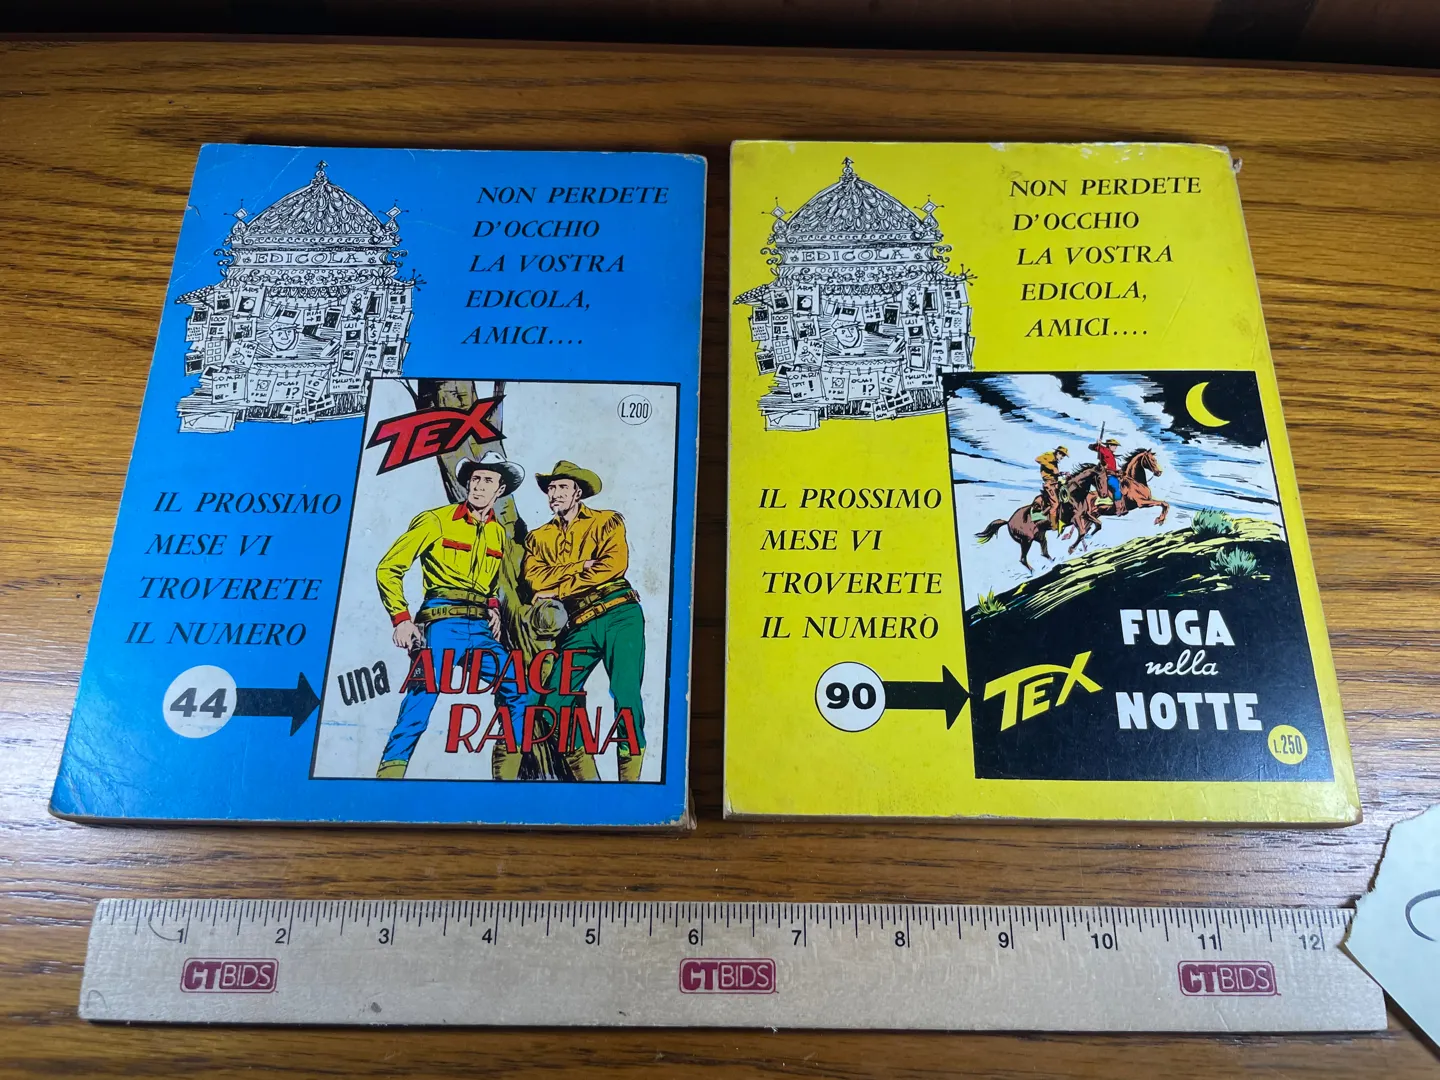 NON PERDETE
D'OCCHIO
LA VOSTRA
EDICOLA,
AMICI....
EDICOLA
IL PROSSIMO
MESE VI
TROVERETE
IL NUMERO
44
TEX
L.200
una AUDACE
RAPINA
NON PERDETE
D'OCCHIO
LA VOSTRA
EDICOLA,
AMICI....
EDICOLA
IL PROSSIMO
MESE VI
TROVERETE
IL NUMERO
90
FUGA
nella
NOTTE
TEX
L.250
1 2 3 4 5 6 7 8 9 10 11 12
CTBIDS CTBIDS CTBIDS